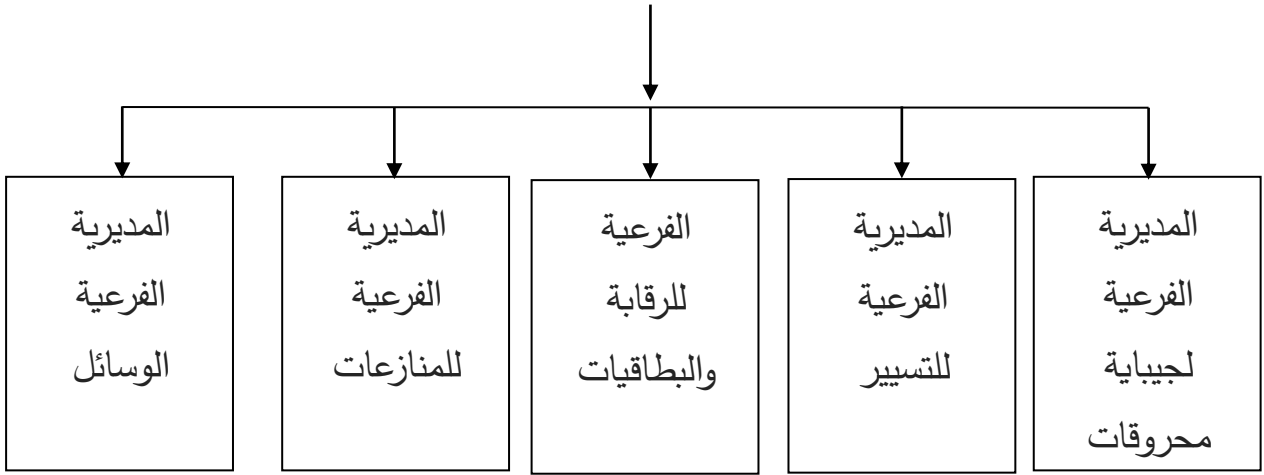 المديرية
الفرعية
لجيباية
محروقات
المديرية
الفرعية
للتسيير
الفرعية
للرقابة
والبطاقيات
المديرية
الفرعية
للمنازعات
المديرية
الفرعية
الوسائل